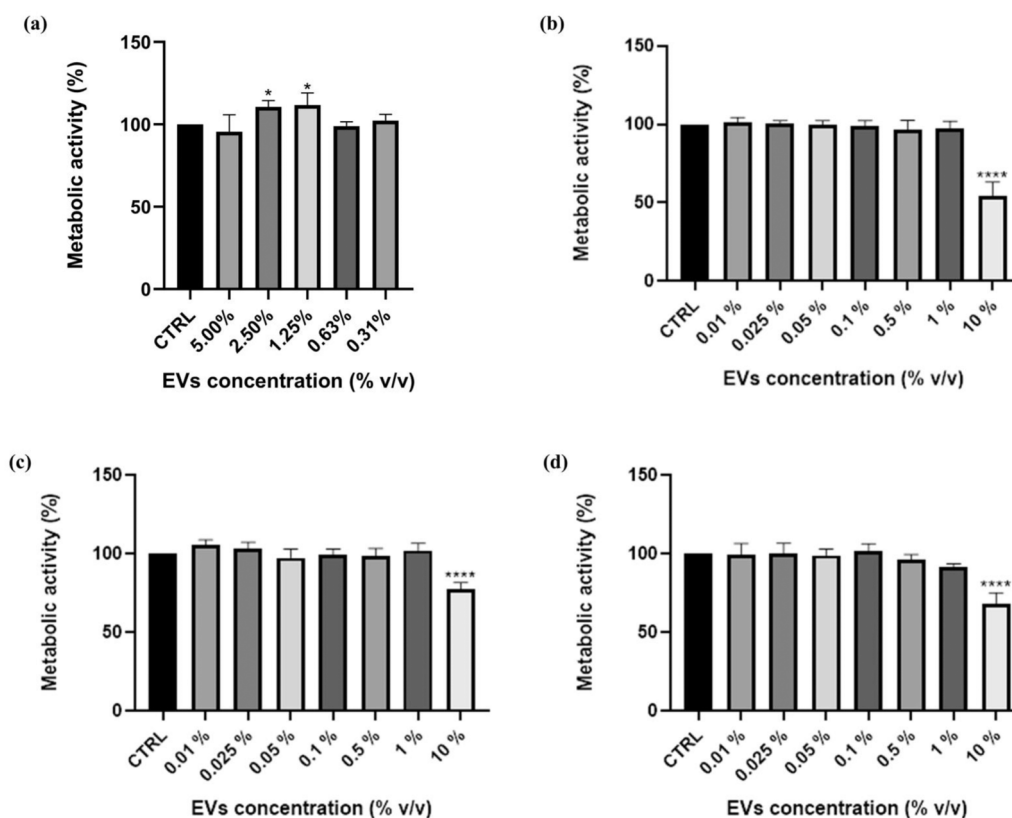 (a)
Metabolic activity (%)
150
100
50
0
* *
CTRL 5.00% 2.50% 1.25% 0.63% 0.31%
EVs concentration (% v/v)
(b)
Metabolic activity (%)
150
100
50
0
****
CTRL 0.01 % 0.025 % 0.05 % 0.1 % 0.5 % 1 % 10 %
EVs concentration (% v/v)
(c)
Metabolic activity (%)
150
100
50
0
****
CTRL 0.01 % 0.025 % 0.05 % 0.1 % 0.5 % 1 % 10 %
EVs concentration (% v/v)
(d)
Metabolic activity (%)
150
100
50
0
****
CTRL 0.01 % 0.025 % 0.05 % 0.1 % 0.5 % 1 % 10 %
EVs concentration (% v/v)